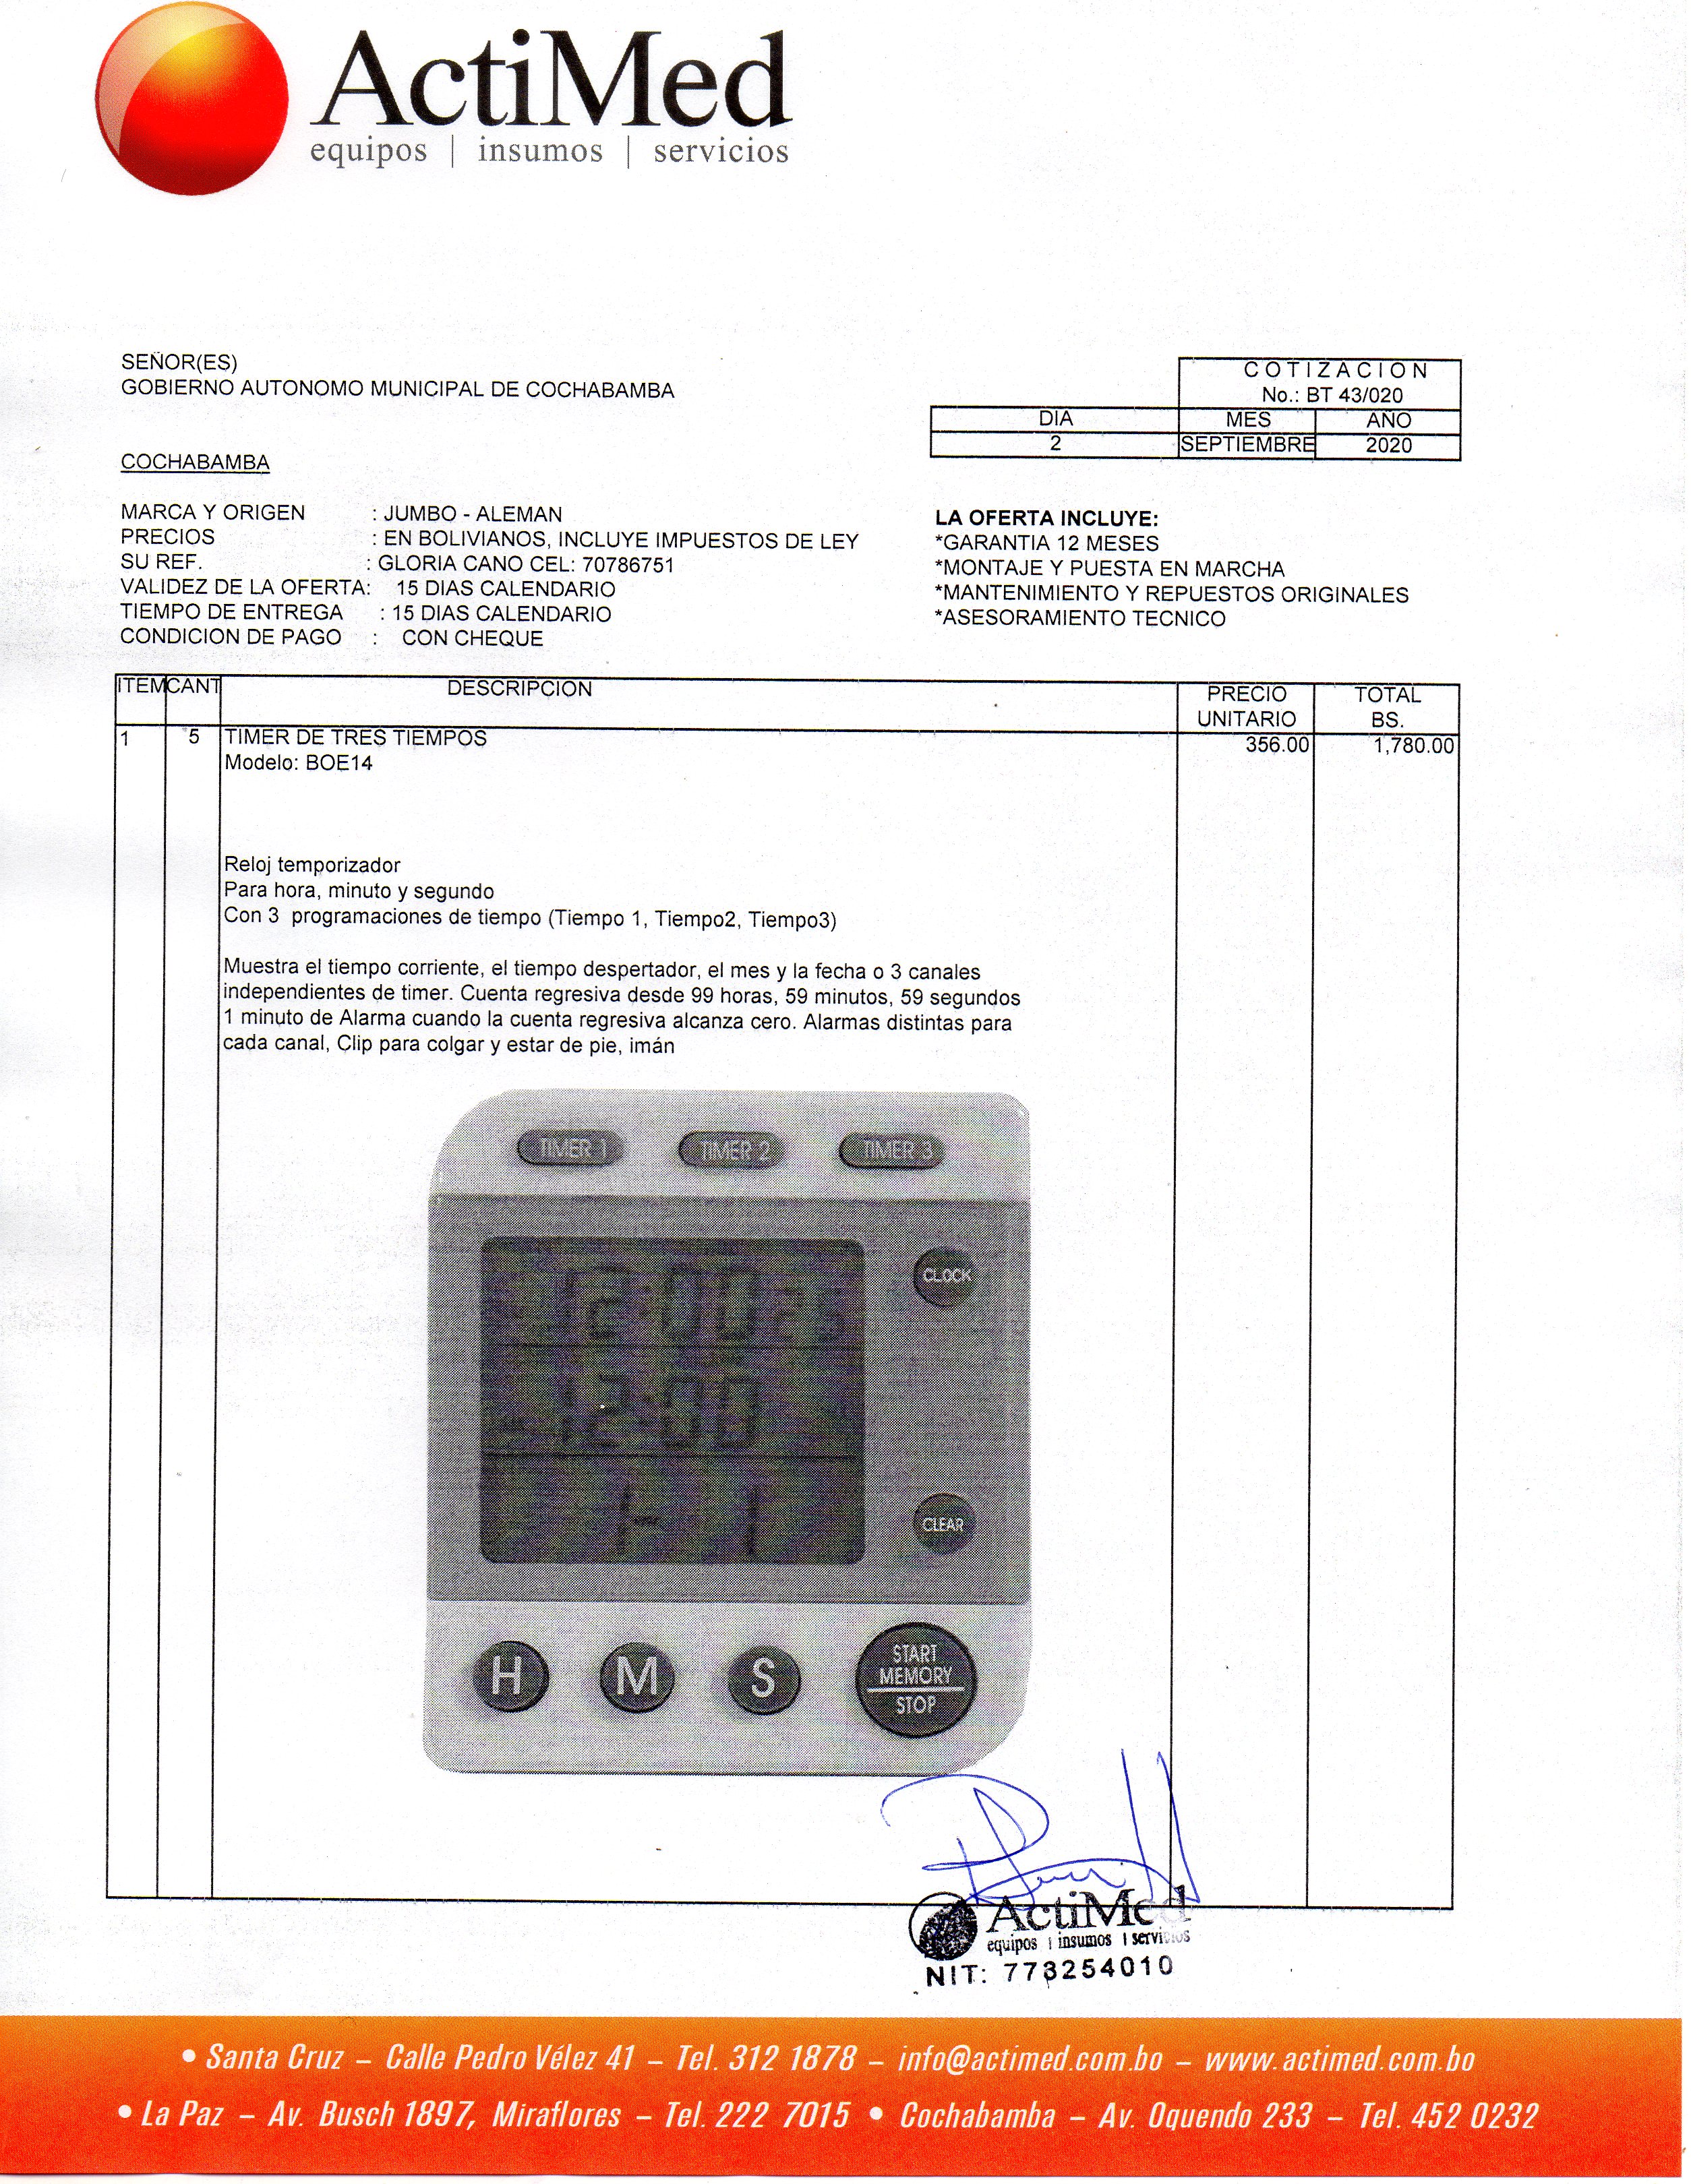 ActiMed
equipos | insumos | servicios
SEÑOR(ES)
GOBIERNO AUTONOMO MUNICIPAL DE COCHABAMBA
COTIZACION
No.: BT 43/020
DIA MES AÑO
2 SEPTIEMBRE 2020
COCHABAMBA
MARCA Y ORIGEN : JUMBO - ALEMAN
PRECIOS : EN BOLIVIANOS, INCLUYE IMPUESTOS DE LEY
SU REF. : GLORIA CANO CEL: 70786751
VALIDEZ DE LA OFERTA: 15 DIAS CALENDARIO
TIEMPO DE ENTREGA : 15 DIAS CALENDARIO
CONDICION DE PAGO : CON CHEQUE
LA OFERTA INCLUYE:
*GARANTIA 12 MESES
*MONTAJE Y PUESTA EN MARCHA
*MANTENIMIENTO Y REPUESTOS ORIGINALES
*ASESORAMIENTO TECNICO
ITEM CANT DESCRIPCION PRECIO UNITARIO TOTAL BS.
1 5 TIMER DE TRES TIEMPOS 356.00 1,780.00
Modelo: BOE14
Reloj temporizador
Para hora, minuto y segundo
Con 3 programaciones de tiempo (Tiempo 1, Tiempo2, Tiempo3)
Muestra el tiempo corriente, el tiempo despertador, el mes y la fecha o 3 canales
independientes de timer. Cuenta regresiva desde 99 horas, 59 minutos, 59 segundos
1 minuto de Alarma cuando la cuenta regresiva alcanza cero. Alarmas distintas para
cada canal, Clip para colgar y estar de pie, imán
TIMER 1 TIMER 2 TIMER 3
CLOCK
12:00
12:00
1- 1
CLEAR
H M S
START
MEMORY
STOP
ActiMed
equipos | insumos | servicios
NIT: 773254010
• Santa Cruz – Calle Pedro Vélez 41 – Tel. 312 1878 – info@actimed.com.bo – www.actimed.com.bo
• La Paz – Av. Busch 1897, Miraflores – Tel. 222 7015 • Cochabamba – Av. Oquendo 233 – Tel. 452 0232